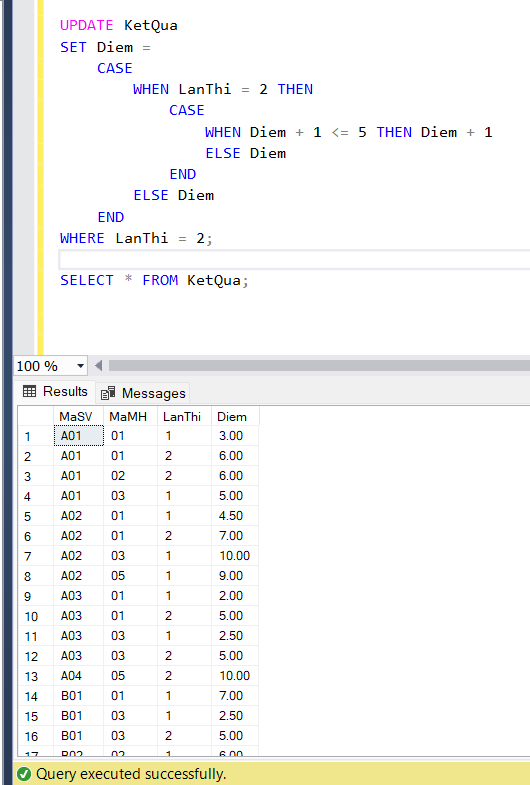 UPDATE KetQua
SET Diem =
CASE
WHEN LanThi = 2 THEN
CASE
WHEN Diem + 1 <= 5 THEN Diem + 1
ELSE Diem
END
ELSE Diem
END
WHERE LanThi = 2;
SELECT * FROM KetQua;
100 %
Results Messages
MaSV MaMH LanThi Diem
1 A01 01 1 3.00
2 A01 01 2 6.00
3 A01 02 2 6.00
4 A01 03 1 5.00
5 A02 01 1 4.50
6 A02 01 2 7.00
7 A02 03 1 10.00
8 A02 05 1 9.00
9 A03 01 1 2.00
10 A03 01 2 5.00
11 A03 03 1 2.50
12 A03 03 2 5.00
13 A04 05 2 10.00
14 B01 01 1 7.00
15 B01 03 1 2.50
16 B01 03 2 5.00
17 B02 02 1 6.00
Query executed successfully.